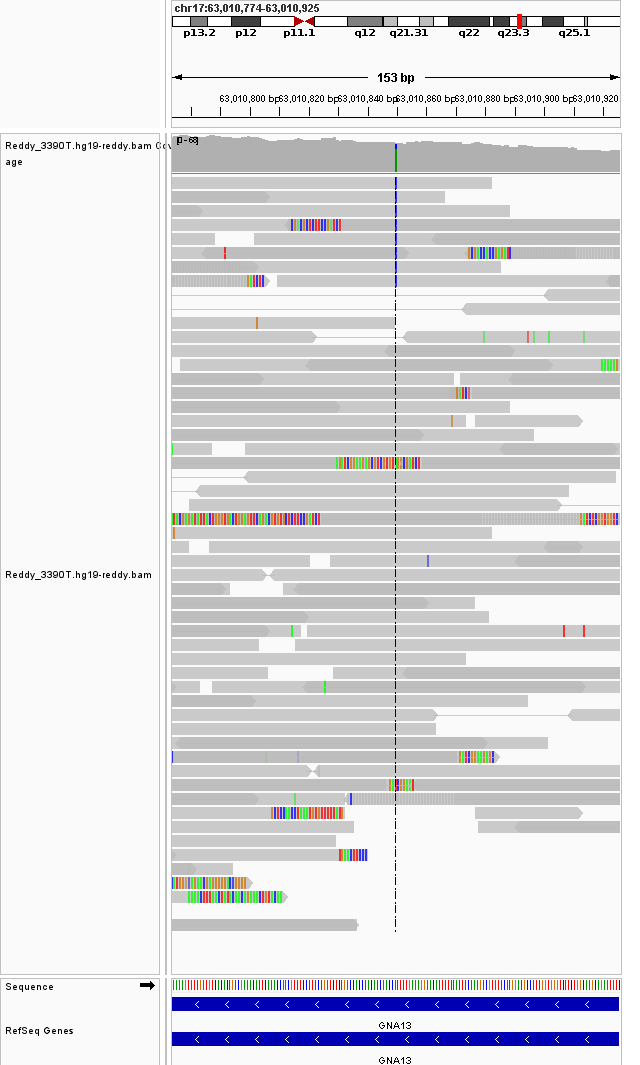 chr17:63,010,774-63,010,925
p13.2 p12 p11.1 q12 q21.31 q22 q23.3 q25.1
153 bp
63,010,800 bp 63,010,820 bp 63,010,840 bp 63,010,860 bp 63,010,880 bp 63,010,900 bp 63,010,920
Reddy_3390T.hg19-reddy.bam Cov
age
Reddy_3390T.hg19-reddy.bam
Sequence
GNA13
RefSeq Genes
GNA13